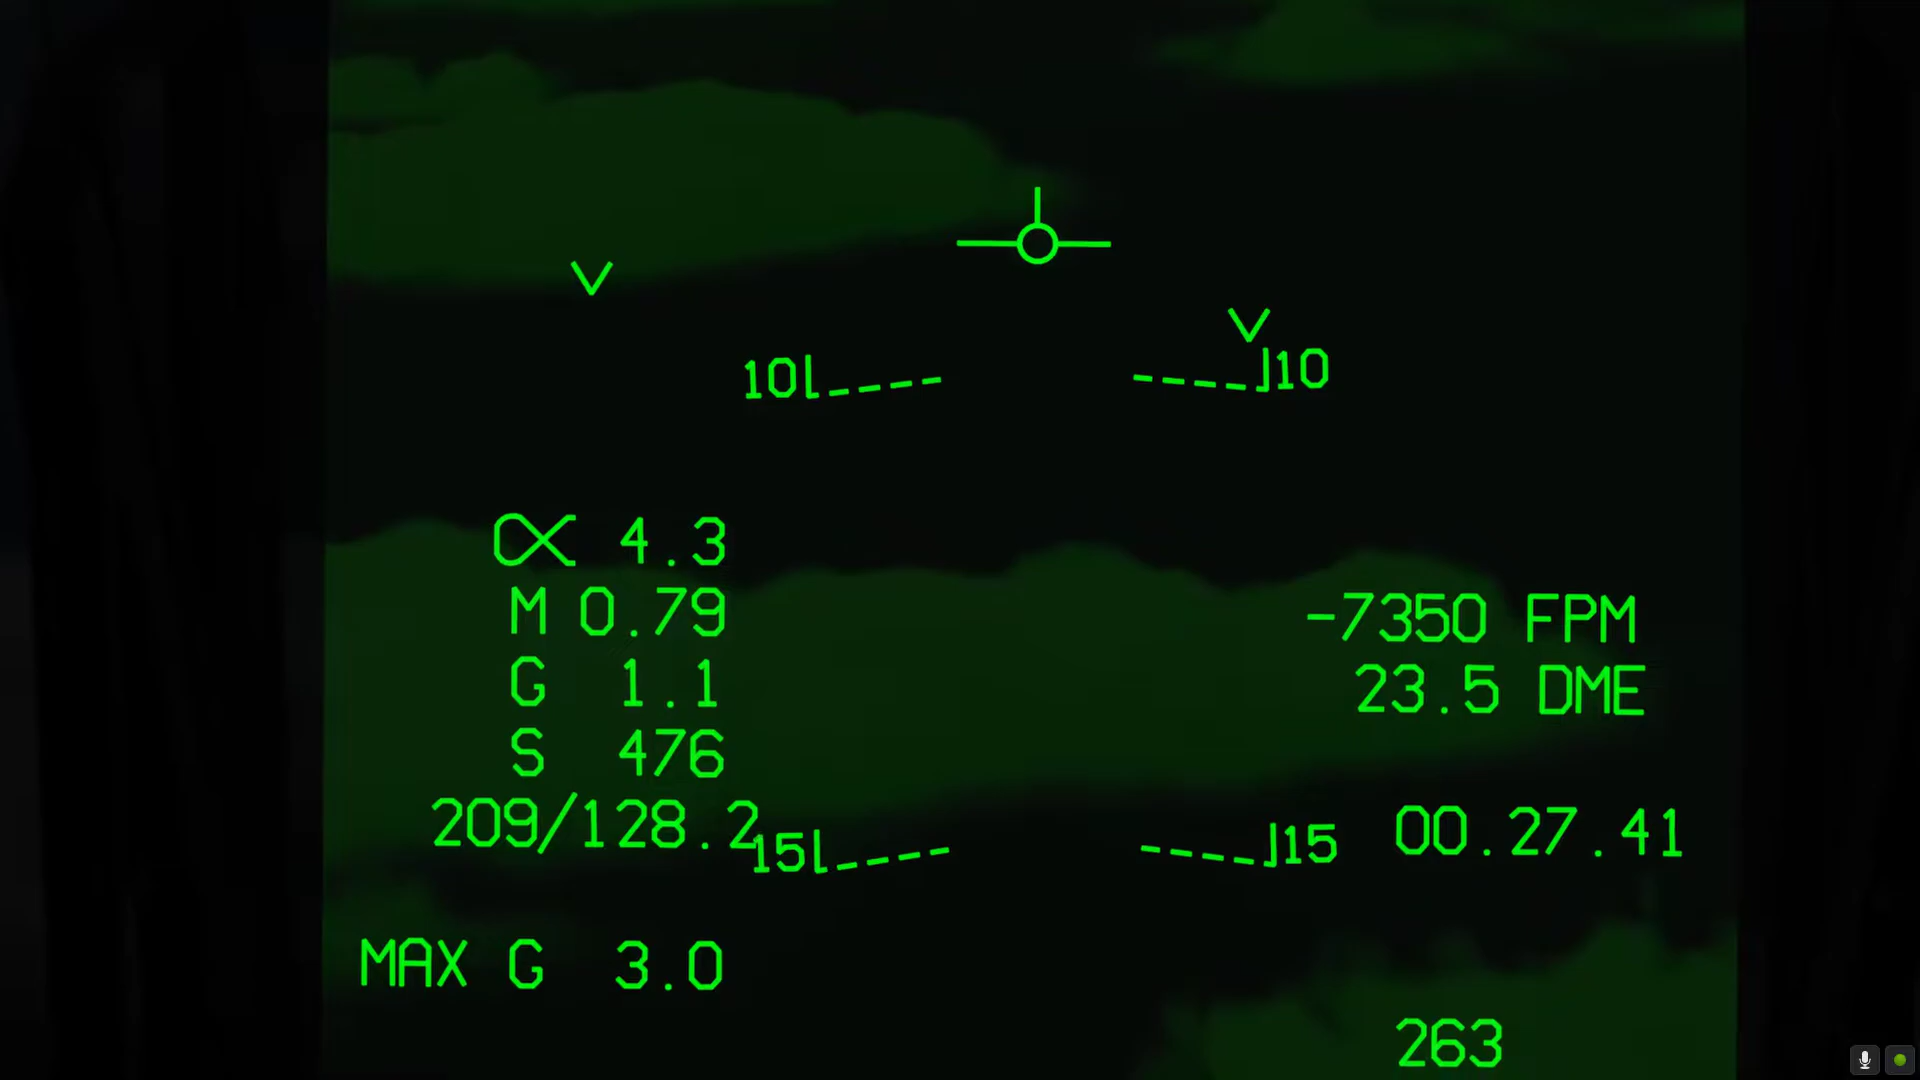 10 10
α 4.3
M 0.79
G 1.1
S 476
209/128.2
-7350 FPM
23.5 DME
00.27.41
15 15
MAX G 3.0
263